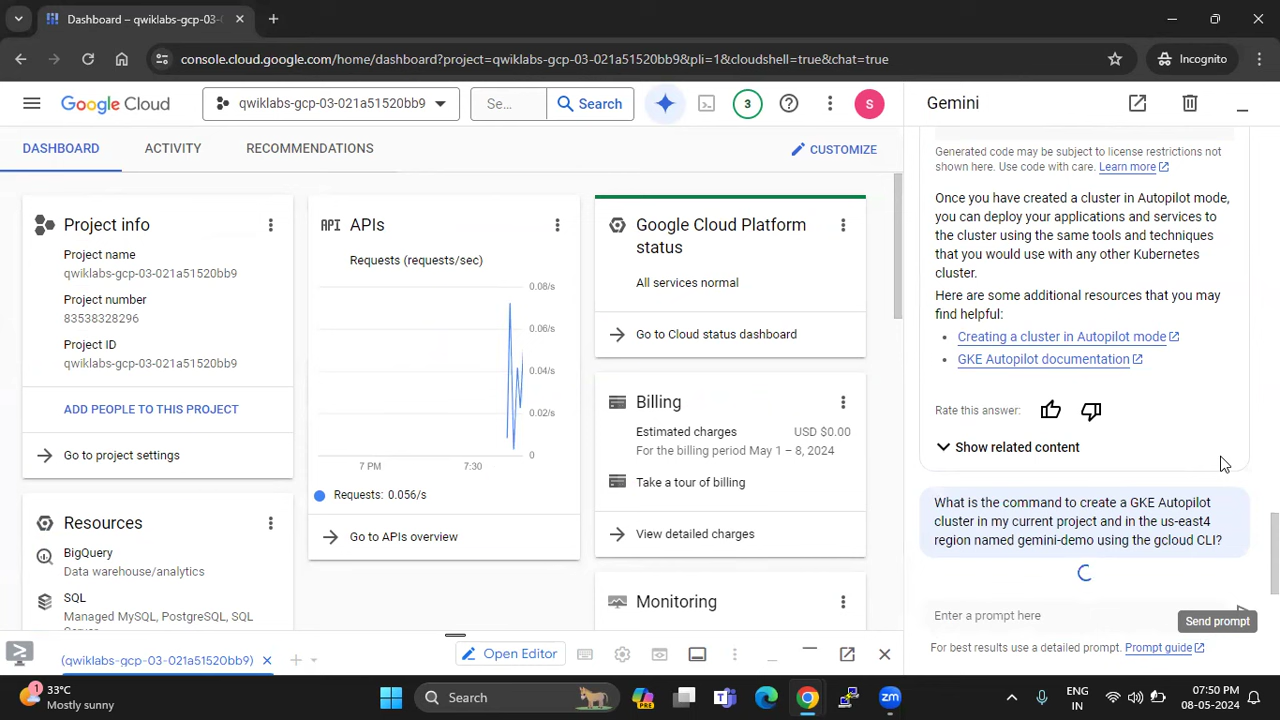 Dashboard – qwiklabs-gcp-03-
console.cloud.google.com/home/dashboard?project=qwiklabs-gcp-03-021a51520bb9&pli=1&cloudshell=true&chat=true
Incognito
Google Cloud
qwiklabs-gcp-03-021a51520bb9
Se...
Search
3
S
DASHBOARD
ACTIVITY
RECOMMENDATIONS
CUSTOMIZE
Project info
Project name
qwiklabs-gcp-03-021a51520bb9
Project number
83538328296
Project ID
qwiklabs-gcp-03-021a51520bb9
ADD PEOPLE TO THIS PROJECT
Go to project settings
Resources
BigQuery
Data warehouse/analytics
SQL
Managed MySQL, PostgreSQL, SQL
API APIs
Requests (requests/sec)
0.08/s
0.06/s
0.04/s
0.02/s
0
7 PM
7:30
Requests: 0.056/s
Go to APIs overview
Google Cloud Platform
status
All services normal
Go to Cloud status dashboard
Billing
Estimated charges
USD $0.00
For the billing period May 1 – 8, 2024
Take a tour of billing
View detailed charges
Monitoring
Gemini
Generated code may be subject to license restrictions not
shown here. Use code with care. Learn more
Once you have created a cluster in Autopilot mode,
you can deploy your applications and services to
the cluster using the same tools and techniques
that you would use with any other Kubernetes
cluster.
Here are some additional resources that you may
find helpful:
• Creating a cluster in Autopilot mode
• GKE Autopilot documentation
Rate this answer:
Show related content
What is the command to create a GKE Autopilot
cluster in my current project and in the us-east4
region named gemini-demo using the gcloud CLI?
Enter a prompt here
Send prompt
For best results use a detailed prompt. Prompt guide
(qwiklabs-gcp-03-021a51520bb9)
Open Editor
1
33°C
Mostly sunny
Search
PRE
zm
ENG
IN
07:50 PM
08-05-2024